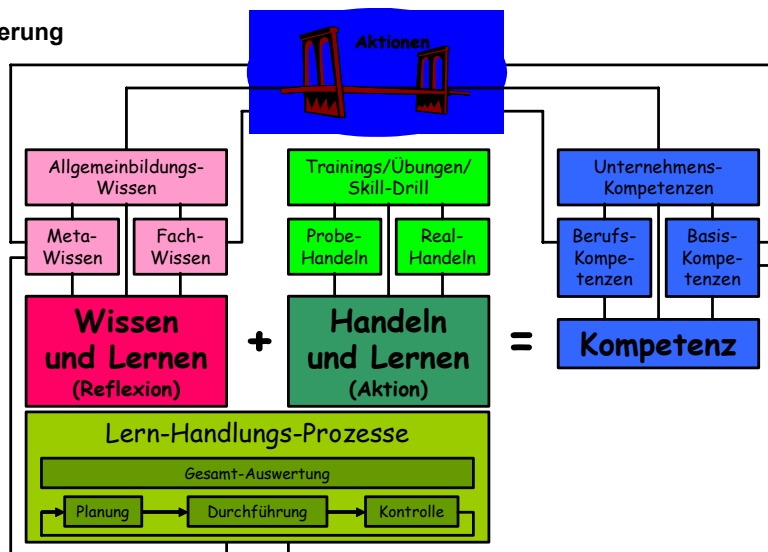 erung
Aktionen
Allgemeinbildungs-
Wissen
Trainings/Übungen/
Skill-Drill
Unternehmens-
Kompetenzen
Meta-
Wissen
Fach-
Wissen
Probe-
Handeln
Real-
Handeln
Berufs-
Kompe-
tenzen
Basis-
Kompe-
tenzen
Wissen
und Lernen
(Reflexion)
+
Handeln
und Lernen
(Aktion)
=
Kompetenz
Lern-Handlungs-Prozesse
Gesamt-Auswertung
Planung
Durchführung
Kontrolle